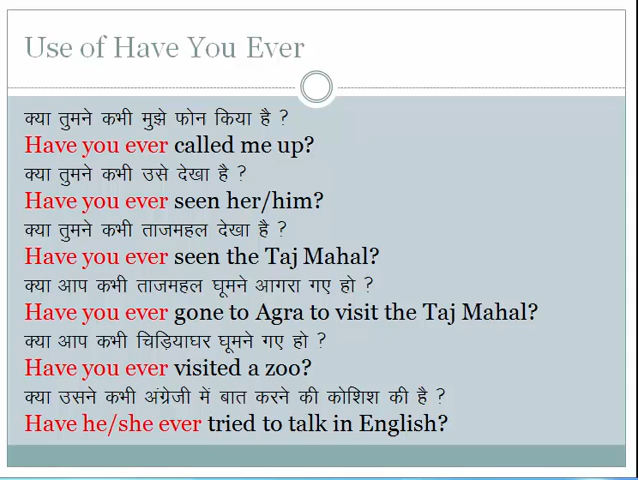 Use of Have You Ever
क्या तुमने कभी मुझे फोन किया है ?
Have you ever called me up?
क्या तुमने कभी उसे देखा है ?
Have you ever seen her/him?
क्या तुमने कभी ताजमहल देखा है ?
Have you ever seen the Taj Mahal?
क्या आप कभी ताजमहल घूमने आगरा गए हो ?
Have you ever gone to Agra to visit the Taj Mahal?
क्या आप कभी चिड़ियाघर घूमने गए हो ?
Have you ever visited a zoo?
क्या उसने कभी अंग्रेजी में बात करने की कोशिश की है ?
Have he/she ever tried to talk in English?